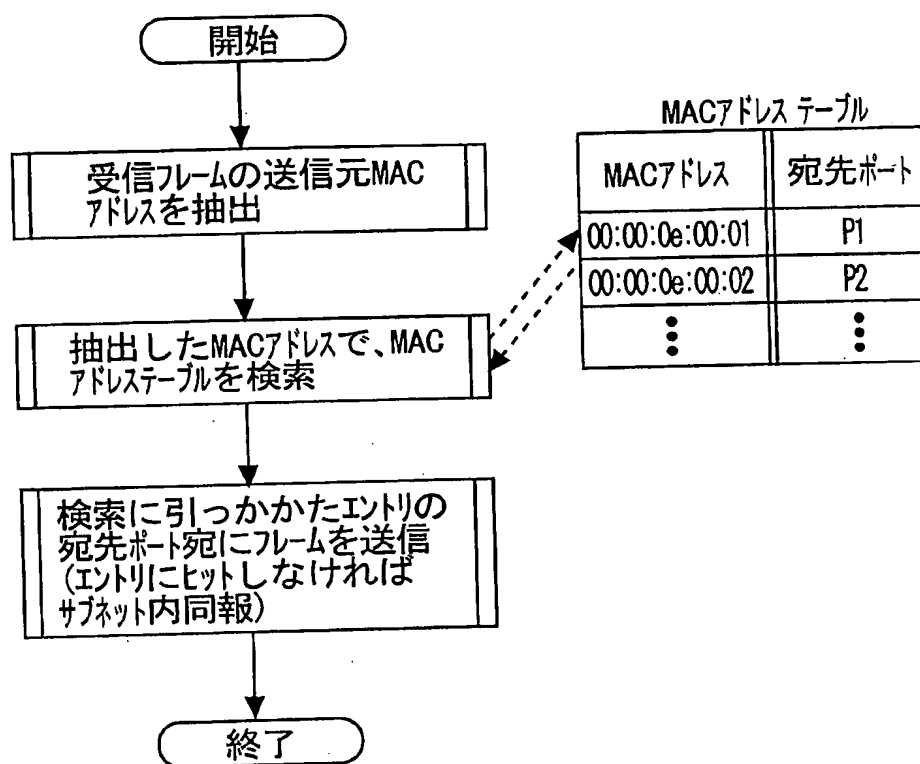 開始
受信フレームの送信元MAC
アドレスを抽出
抽出したMACアドレスで、MAC
アドレステーブルを検索
検索に引っかかたエントリの
宛先ポート宛にフレームを送信
(エントリにヒットしなければ
サブネット内同報)
終了
MACアドレス テーブル
MACアドレス 宛先ポート
00:00:0e:00:01 P1
00:00:0e:00:02 P2